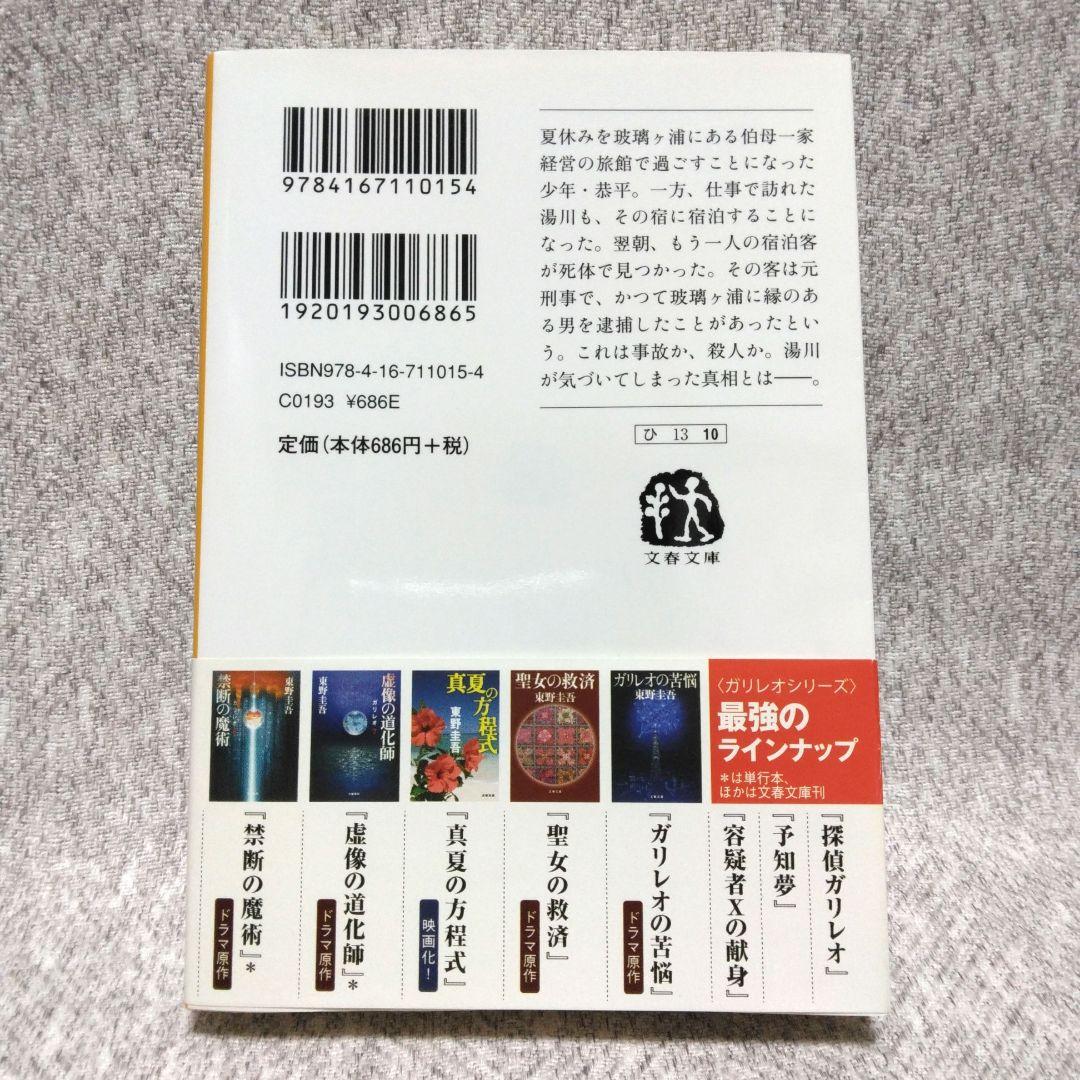 9784167110154
1920193006865
ISBN978-4-16-711015-4
C0193 ¥686E
定価(本体686円+税)
夏休みを玻璃ヶ浦にある伯母一家
経営の旅館で過ごすことになった
少年・恭平。一方、仕事で訪れた
湯川も、その宿に宿泊することに
なった。翌朝、もう一人の宿泊客
が死体で見つかった。その客は元
刑事で、かつて玻璃ヶ浦に縁のあ
る男を逮捕したことがあったとい
う。これは事故か、殺人か。湯川
が気づいてしまった真相とは――。
ひ 13 10
文春文庫
〈ガリレオシリーズ〉
最強の
ラインナップ
*は単行本、
ほかは文春文庫刊
『探偵ガリレオ』
『予知夢』
『容疑者Xの献身』
ガリレオの苦悩
東野圭吾
『ガリレオの苦悩』
ドラマ原作
聖女の救済
東野圭吾
『聖女の救済』
ドラマ原作
真夏の方程式
東野圭吾
『真夏の方程式』
映画化!
虚像の道化師
ガリレオ7
東野圭吾
『虚像の道化師』*
ドラマ原作
東野圭吾
禁断の魔術
『禁断の魔術』*
ドラマ原作